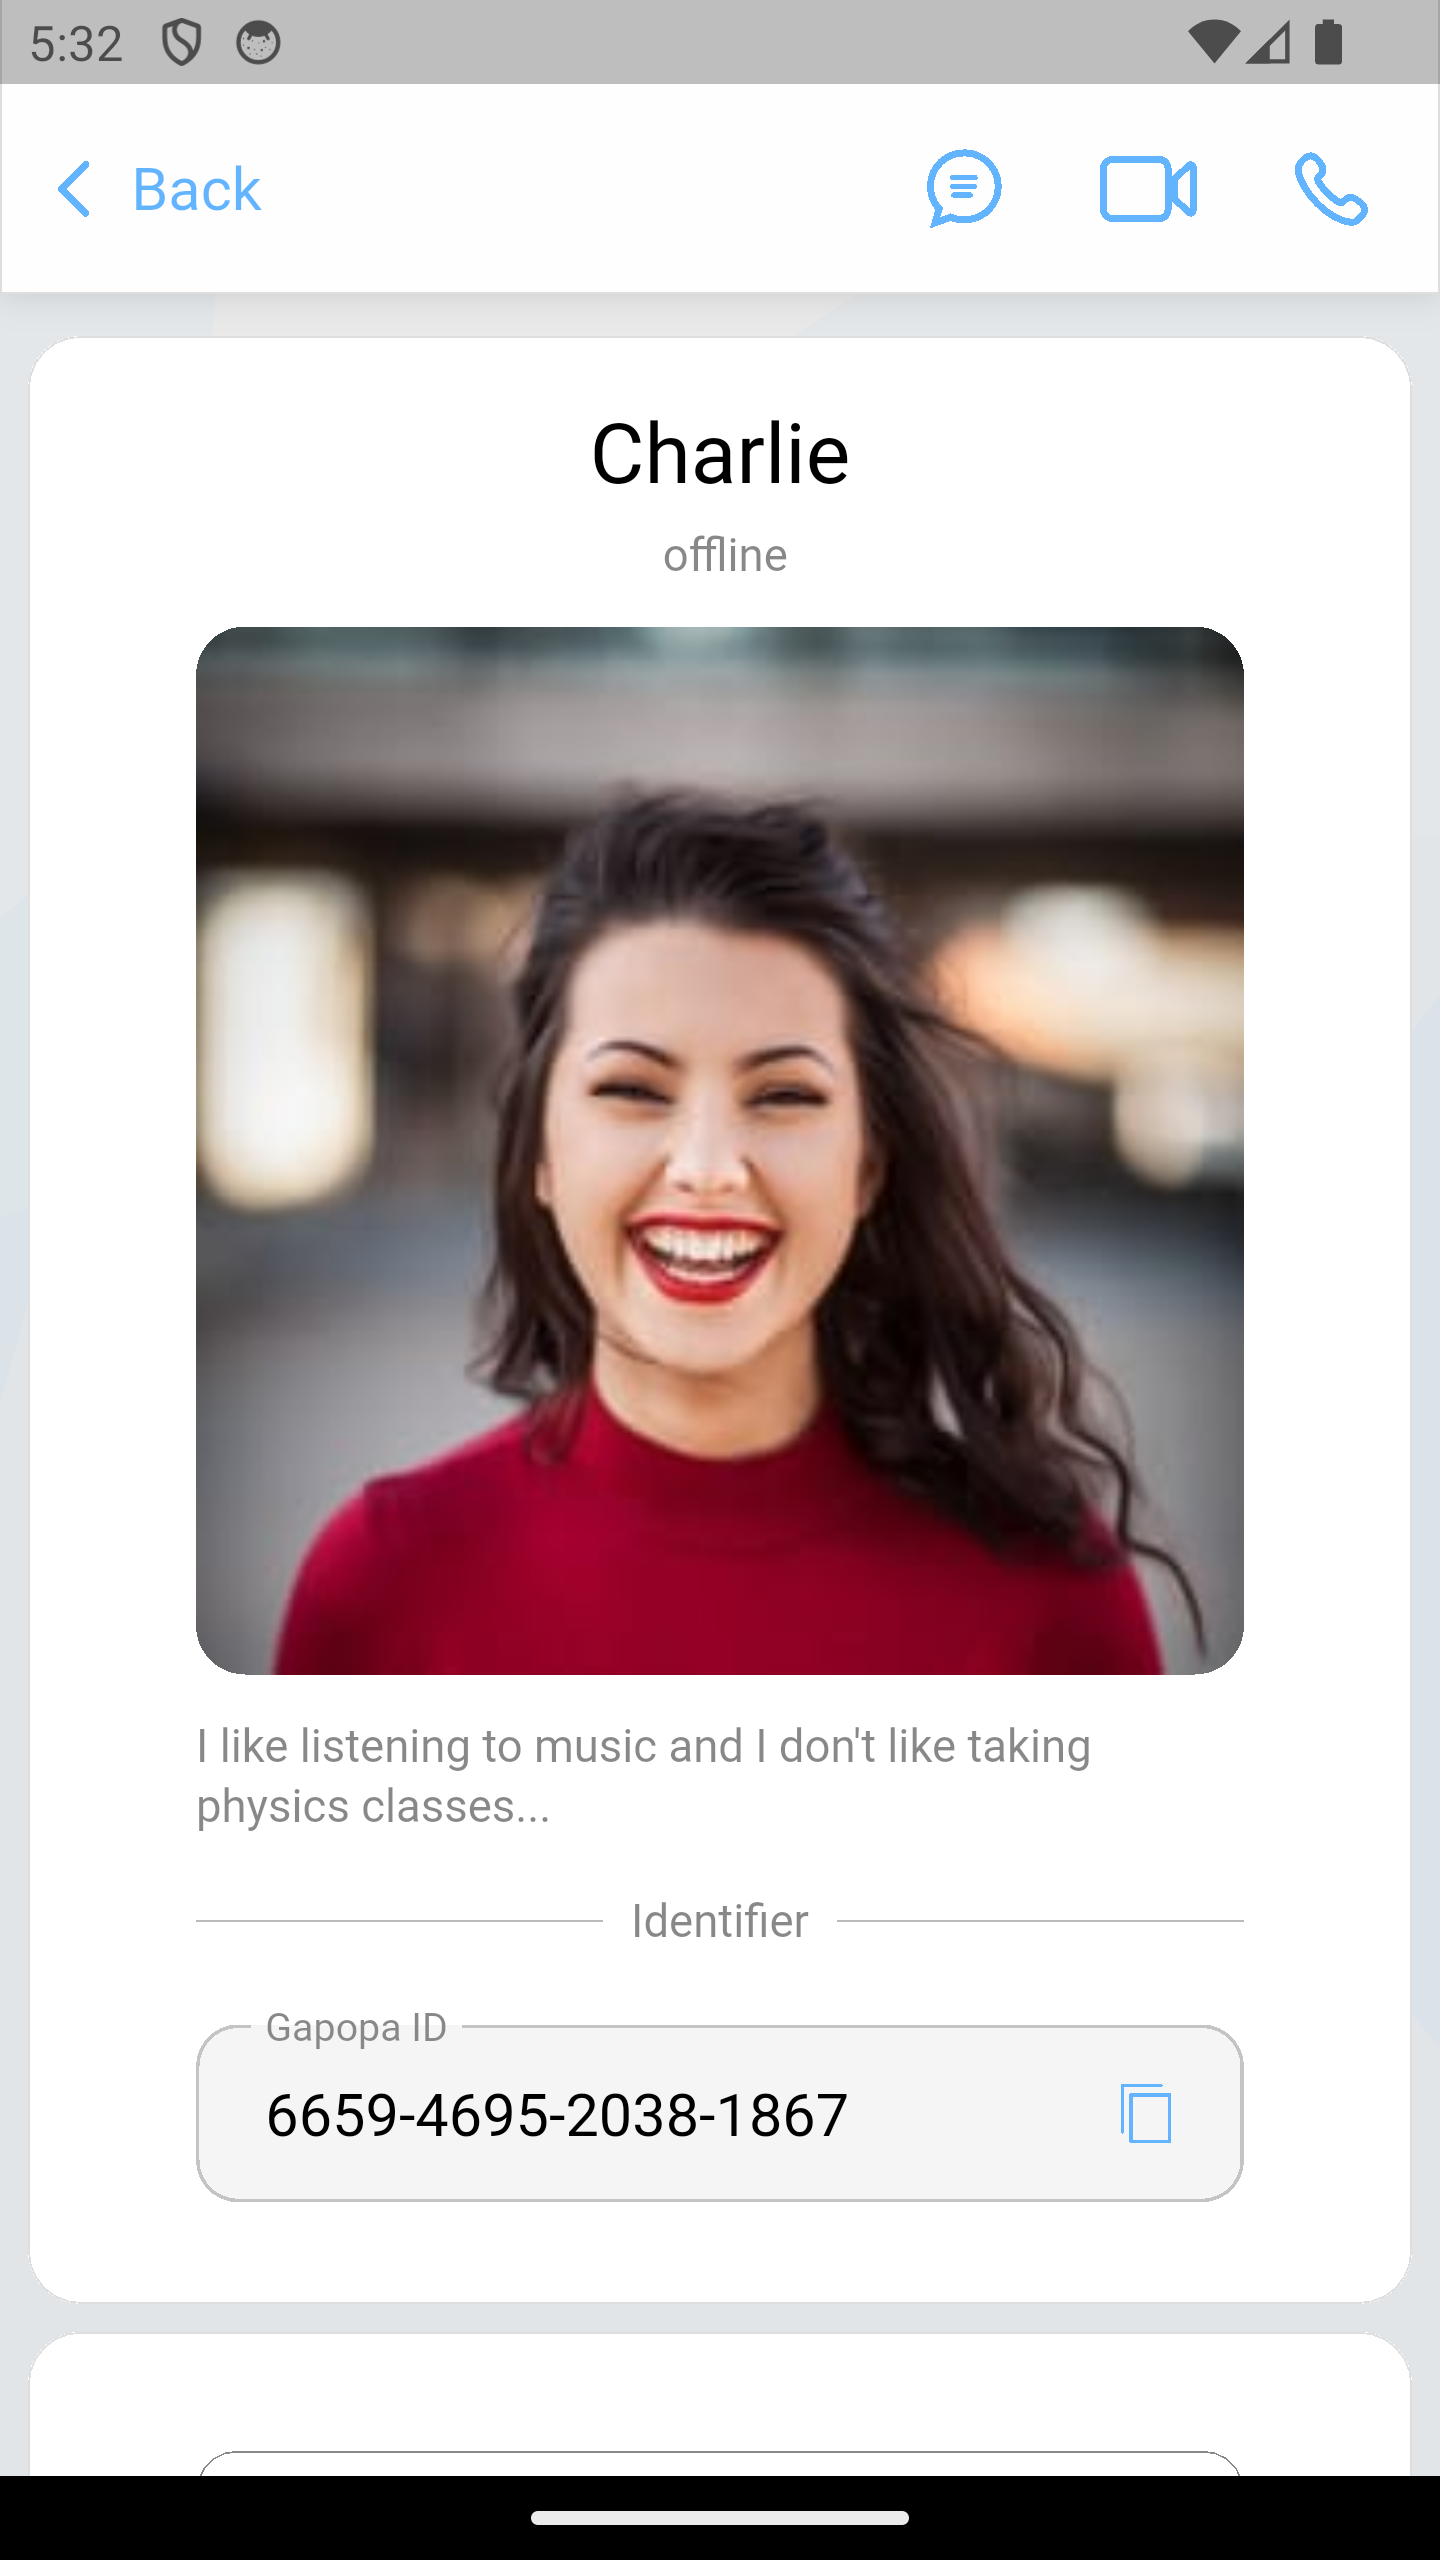 5:32
Back
Charlie
offline
I like listening to music and I don't like taking
physics classes...
Identifier
Gapopa ID
6659-4695-2038-1867